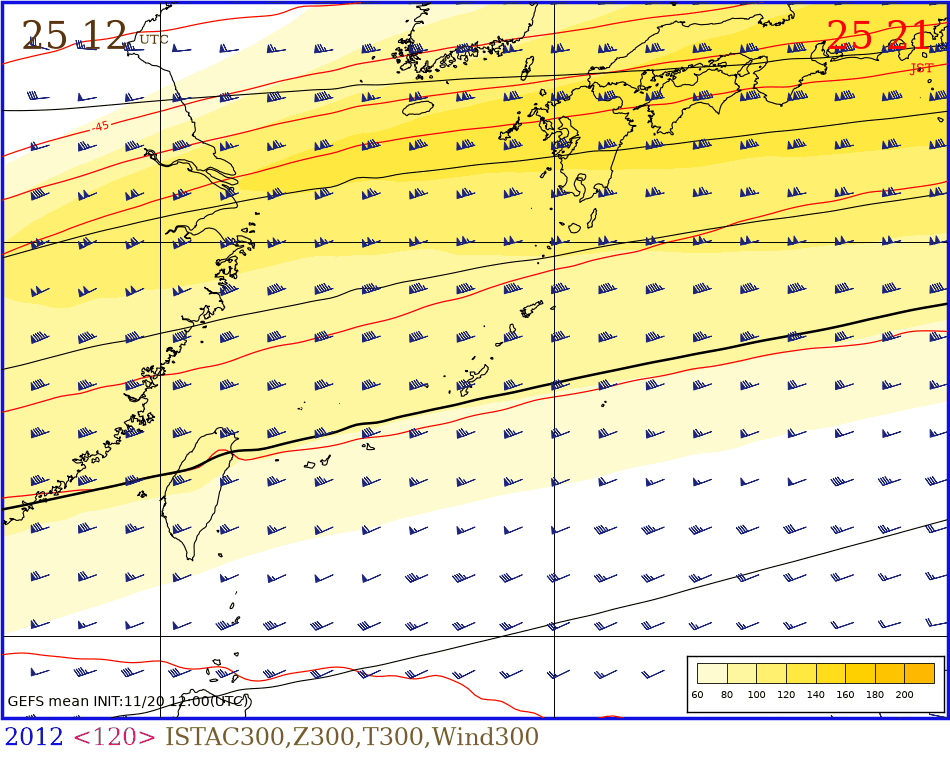 25 12 UTC 25 21
JST
-45
60 80 100 120 140 160 180 200
GEFS mean INIT:11/20 12:00(UTC)
2012 <120> ISTAC300,Z300,T300,Wind300